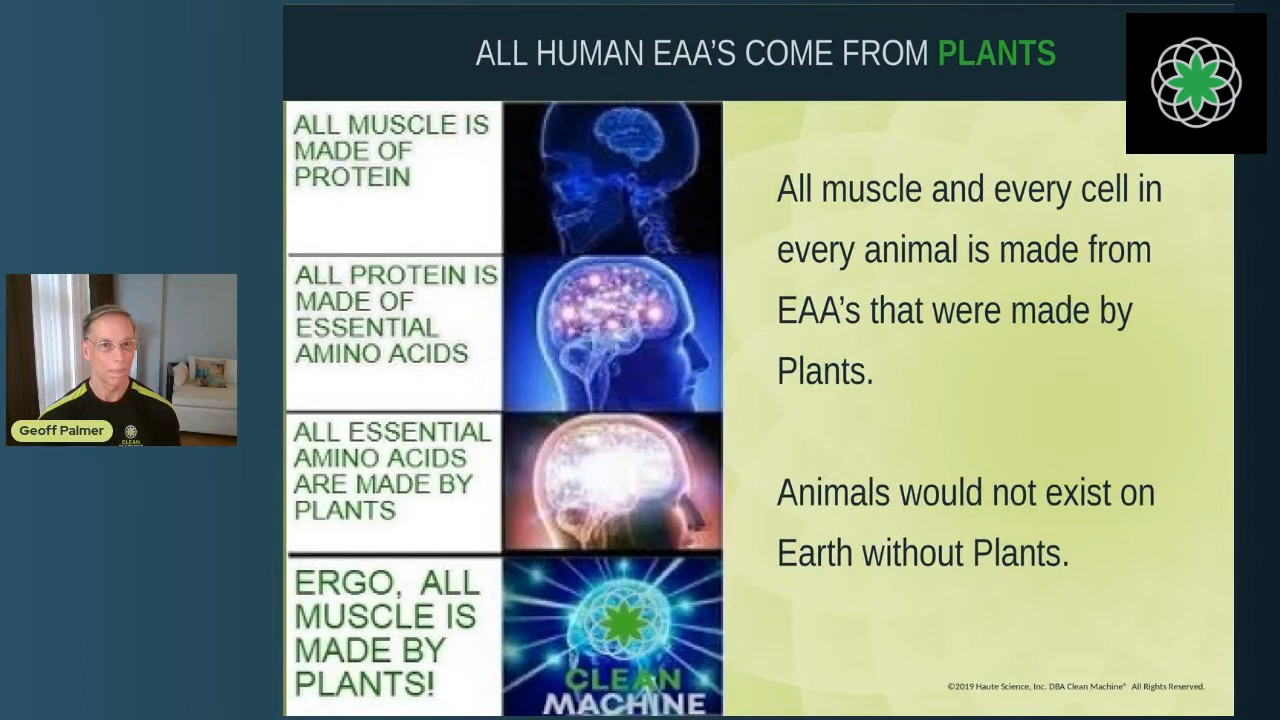 ALL HUMAN EAA'S COME FROM PLANTS
ALL MUSCLE IS
MADE OF
PROTEIN
ALL PROTEIN IS
MADE OF
ESSENTIAL
AMINO ACIDS
ALL ESSENTIAL
AMINO ACIDS
ARE MADE BY
PLANTS
ERGO, ALL
MUSCLE IS
MADE BY
PLANTS!
CLEAN
MACHINE
All muscle and every cell in
every animal is made from
EAA's that were made by
Plants.
Animals would not exist on
Earth without Plants.
©2019 Haute Science, Inc. DBA Clean Machine® All Rights Reserved.
Geoff Palmer
CLEAN